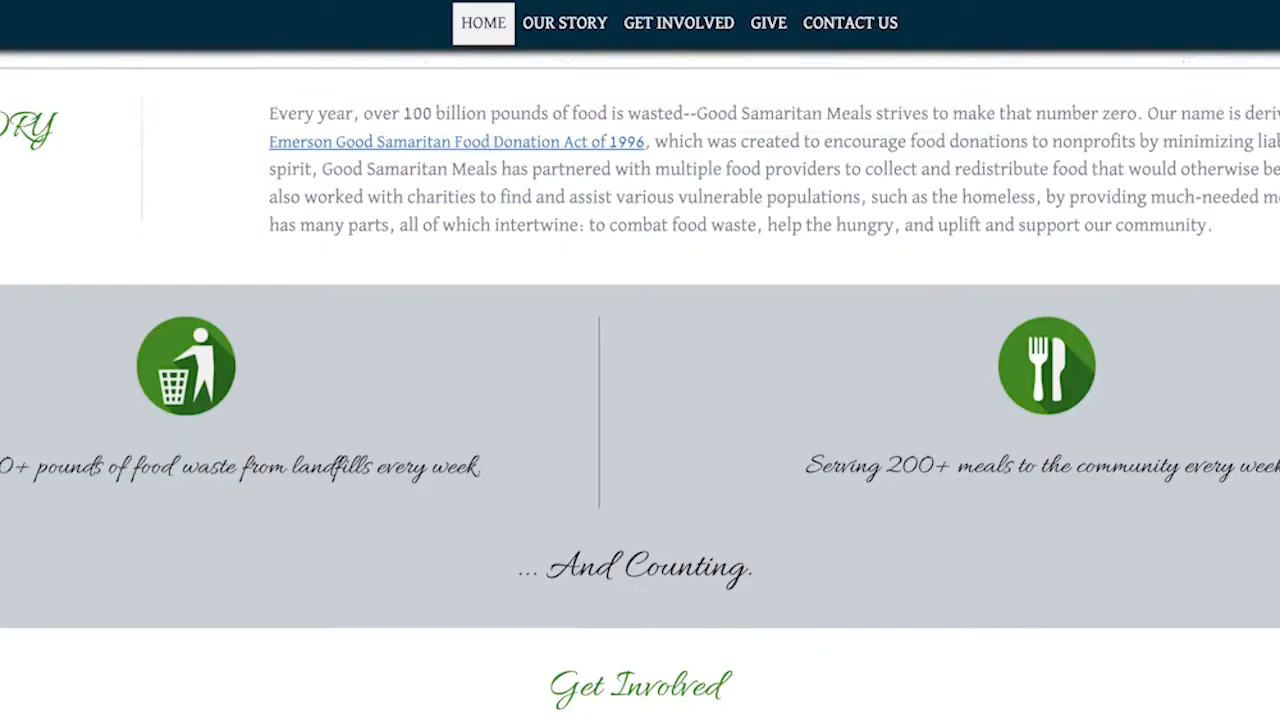 HOME OUR STORY GET INVOLVED GIVE CONTACT US
ORY
Every year, over 100 billion pounds of food is wasted--Good Samaritan Meals strives to make that number zero. Our name is
Emerson Good Samaritan Food Donation Act of 1996, which was created to encourage food donations to nonprofits by minimizing
spirit, Good Samaritan Meals has partnered with multiple food providers to collect and redistribute food that would otherwise be
also worked with charities to find and assist various vulnerable populations, such as the homeless, by providing much-needed
has many parts, all of which intertwine: to combat food waste, help the hungry, and uplift and support our community.
0+ pounds of food waste from landfills every week.
Serving 200+ meals to the community every week
... And Counting.
Get Involved